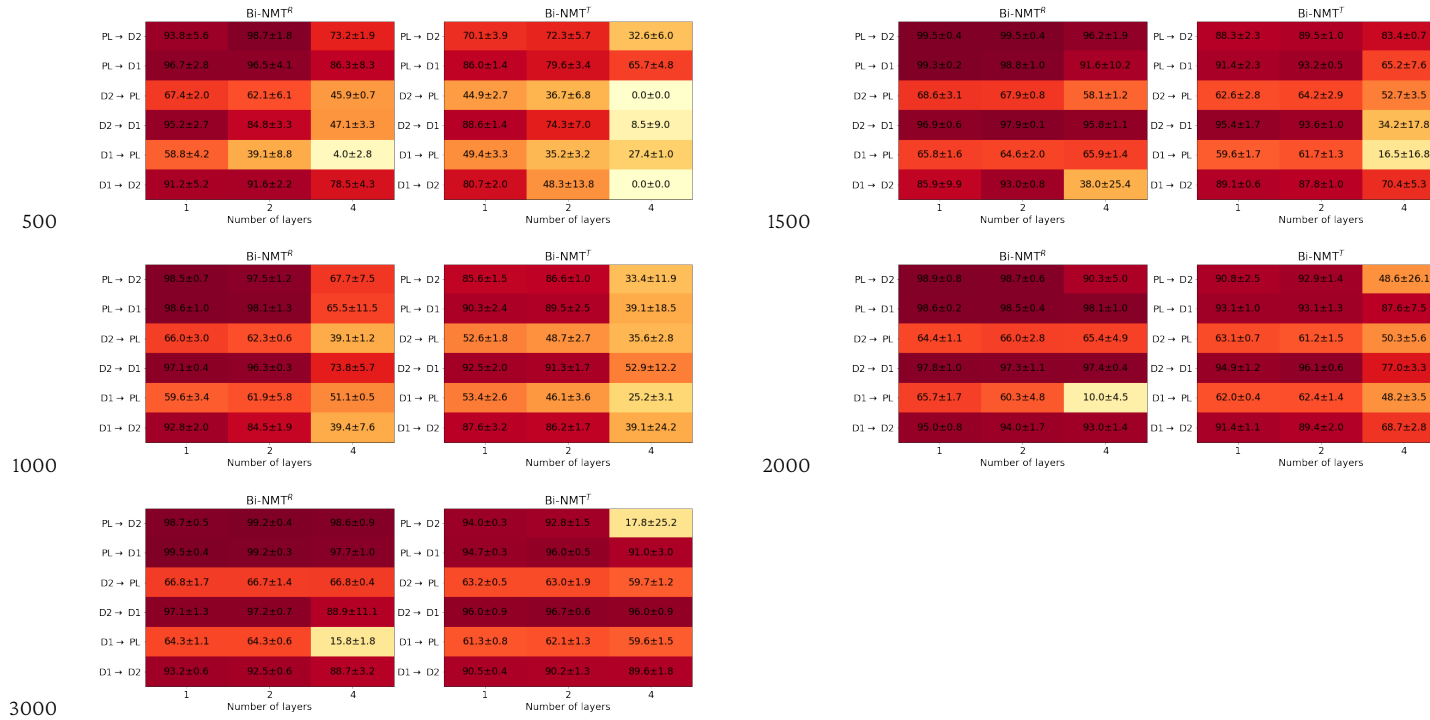 Bi-NMT^R Bi-NMT^T
PL → D2 93.8±5.6 98.7±1.8 73.2±1.9 PL → D2 70.1±3.9 72.3±5.7 32.6±6.0
PL → D1 96.7±2.8 96.5±4.1 86.3±8.3 PL → D1 86.0±1.4 79.6±3.4 65.7±4.8
D2 → PL 67.4±2.0 62.1±6.1 45.9±0.7 D2 → PL 44.9±2.7 36.7±6.8 0.0±0.0
D2 → D1 95.2±2.7 84.8±3.3 47.1±3.3 D2 → D1 88.6±1.4 74.3±7.0 8.5±9.0
D1 → PL 58.8±4.2 39.1±8.8 4.0±2.8 D1 → PL 49.4±3.3 35.2±3.2 27.4±1.0
D1 → D2 91.2±5.2 91.6±2.2 78.5±4.3 D1 → D2 80.7±2.0 48.3±13.8 0.0±0.0
1 2 4 1 2 4
Number of layers Number of layers
500
Bi-NMT^R Bi-NMT^T
PL → D2 99.5±0.4 99.5±0.4 96.2±1.9 PL → D2 88.3±2.3 89.5±1.0 83.4±0.7
PL → D1 99.3±0.2 98.8±1.0 91.6±10.2 PL → D1 91.4±2.3 93.2±0.5 65.2±7.6
D2 → PL 68.6±3.1 67.9±0.8 58.1±1.2 D2 → PL 62.6±2.8 64.2±2.9 52.7±3.5
D2 → D1 96.9±0.6 97.9±0.1 95.8±1.1 D2 → D1 95.4±1.7 93.6±1.0 34.2±17.8
D1 → PL 65.8±1.6 64.6±2.0 65.9±1.4 D1 → PL 59.6±1.7 61.7±1.3 16.5±16.8
D1 → D2 85.9±9.9 93.0±0.8 38.0±25.4 D1 → D2 89.1±0.6 87.8±1.0 70.4±5.3
1 2 4 1 2 4
Number of layers Number of layers
1500
Bi-NMT^R Bi-NMT^T
PL → D2 98.5±0.7 97.5±1.2 67.7±7.5 PL → D2 85.6±1.5 86.6±1.0 33.4±11.9
PL → D1 98.6±1.0 98.1±1.3 65.5±11.5 PL → D1 90.3±2.4 89.5±2.5 39.1±18.5
D2 → PL 66.0±3.0 62.3±0.6 39.1±1.2 D2 → PL 52.6±1.8 48.7±2.7 35.6±2.8
D2 → D1 97.1±0.4 96.3±0.3 73.8±5.7 D2 → D1 92.5±2.0 91.3±1.7 52.9±12.2
D1 → PL 59.6±3.4 61.9±5.8 51.1±0.5 D1 → PL 53.4±2.6 46.1±3.6 25.2±3.1
D1 → D2 92.8±2.0 84.5±1.9 39.4±7.6 D1 → D2 87.6±3.2 86.2±1.7 39.1±24.2
1 2 4 1 2 4
Number of layers Number of layers
1000
Bi-NMT^R Bi-NMT^T
PL → D2 98.9±0.8 98.7±0.6 90.3±5.0 PL → D2 90.8±2.5 92.9±1.4 48.6±26.1
PL → D1 98.6±0.2 98.5±0.4 98.1±1.0 PL → D1 93.1±1.0 93.1±1.3 87.6±7.5
D2 → PL 64.4±1.1 66.0±2.8 65.4±4.9 D2 → PL 63.1±0.7 61.2±1.5 50.3±5.6
D2 → D1 97.8±1.0 97.3±1.1 97.4±0.4 D2 → D1 94.9±1.2 96.1±0.6 77.0±3.3
D1 → PL 65.7±1.7 60.3±4.8 10.0±4.5 D1 → PL 62.0±0.4 62.4±1.4 48.2±3.5
D1 → D2 95.0±0.8 94.0±1.7 93.0±1.4 D1 → D2 91.4±1.1 89.4±2.0 68.7±2.8
1 2 4 1 2 4
Number of layers Number of layers
2000
Bi-NMT^R Bi-NMT^T
PL → D2 98.7±0.5 99.2±0.4 98.6±0.9 PL → D2 94.0±0.3 92.8±1.5 17.8±25.2
PL → D1 99.5±0.4 99.2±0.3 97.7±1.0 PL → D1 94.7±0.3 96.0±0.5 91.0±3.0
D2 → PL 66.8±1.7 66.7±1.4 66.8±0.4 D2 → PL 63.2±0.5 63.0±1.9 59.7±1.2
D2 → D1 97.1±1.3 97.2±0.7 88.9±11.1 D2 → D1 96.0±0.9 96.7±0.6 96.0±0.9
D1 → PL 64.3±1.1 64.3±0.6 15.8±1.8 D1 → PL 61.3±0.8 62.1±1.3 59.6±1.5
D1 → D2 93.2±0.6 92.5±0.6 88.7±3.2 D1 → D2 90.5±0.4 90.2±1.3 89.6±1.8
1 2 4 1 2 4
Number of layers Number of layers
3000